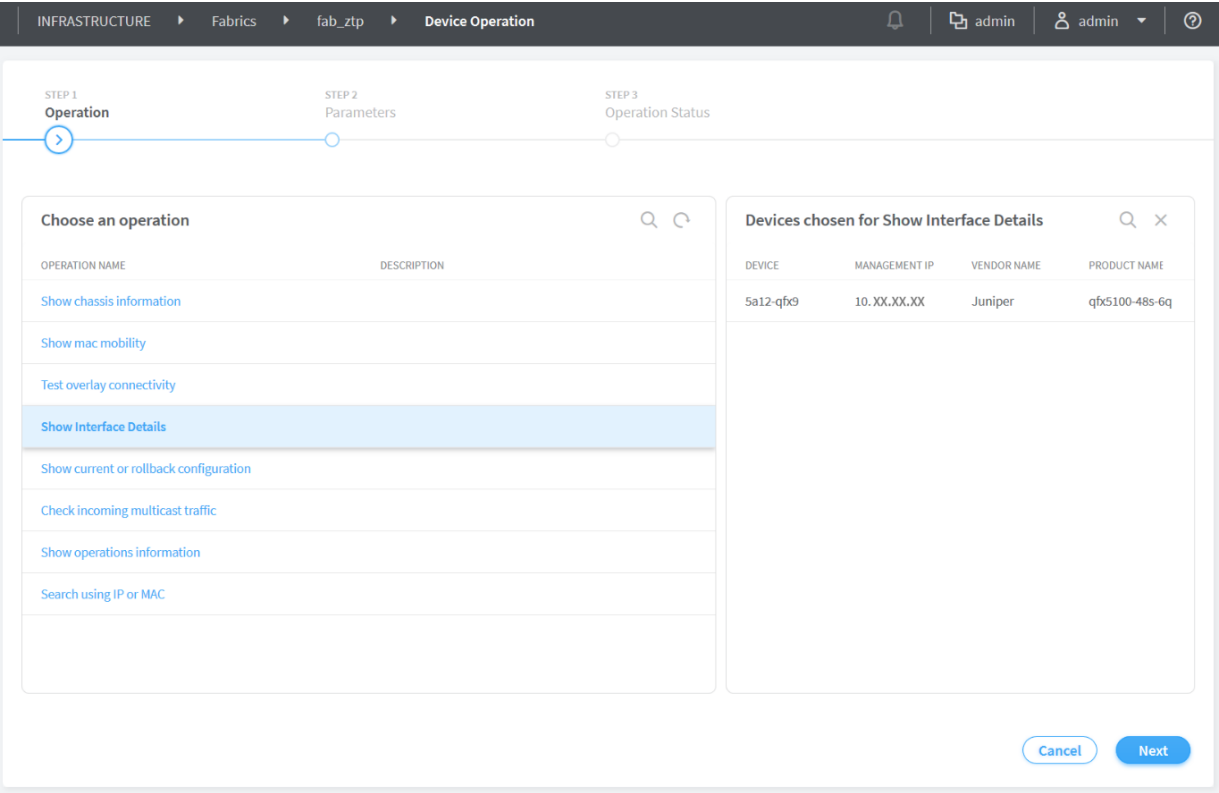 INFRASTRUCTURE Fabrics fab_ztp Device Operation admin admin
STEP 1
Operation
STEP 2
Parameters
STEP 3
Operation Status
Choose an operation
OPERATION NAME DESCRIPTION
Show chassis information
Show mac mobility
Test overlay connectivity
Show Interface Details
Show current or rollback configuration
Check incoming multicast traffic
Show operations information
Search using IP or MAC
Devices chosen for Show Interface Details
DEVICE MANAGEMENT IP VENDOR NAME PRODUCT NAME
5a12-qfx9 10.XX.XX.XX Juniper qfx5100-48s-6q
Cancel Next